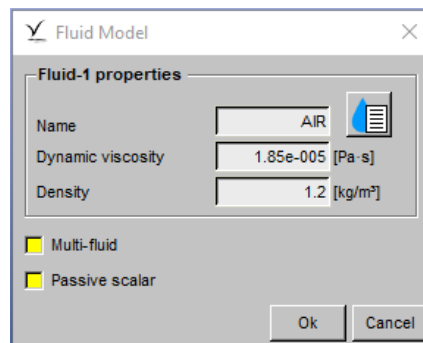 Fluid Model
Fluid-1 properties
Name AIR
Dynamic viscosity 1.85e-005 [Pa·s]
Density 1.2 [kg/m³]
Multi-fluid
Passive scalar
Ok Cancel